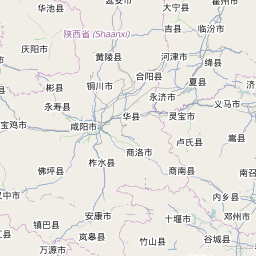 华池县
延安市
大宁县
霍州市
陕西省 (Shaanxi)
吉县
临汾市
庆阳市
黄陵县
河津市
绛县
合阳县
彬县
铜川市
夏县
永寿县
永济市
义马市
宝鸡市
咸阳市
华县
灵宝市
卢氏县
嵩县
商洛市
佛坪县
柞水县
商南县
南召
汉中市
内乡县
镇巴县
安康市
十堰市
邓州市
岚皋县
竹山县
谷城县
万源市